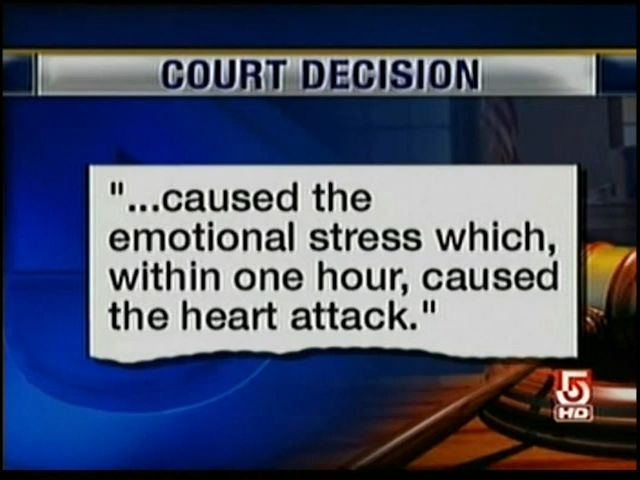 COURT DECISION
"...caused the
emotional stress which,
within one hour, caused
the heart attack."
5
HD